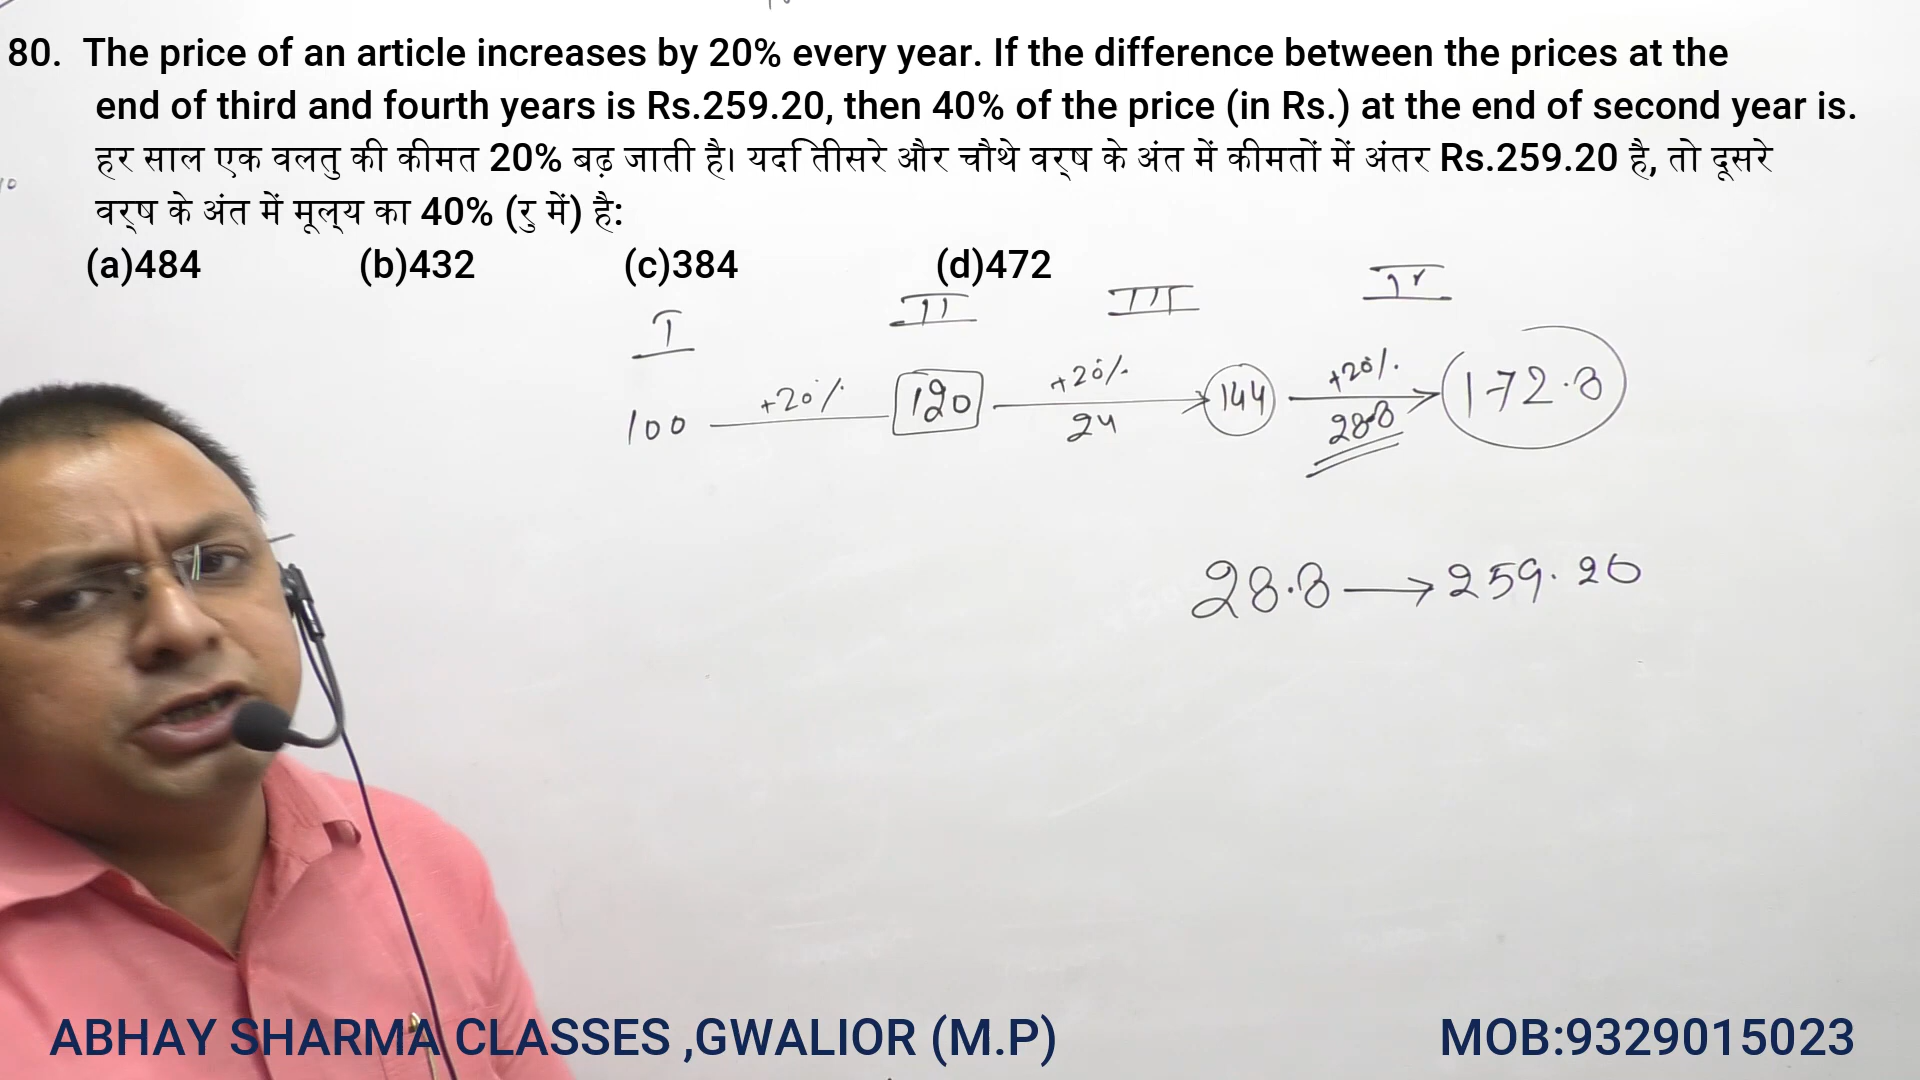 80. The price of an article increases by 20% every year. If the difference between the prices at the
end of third and fourth years is Rs.259.20, then 40% of the price (in Rs.) at the end of second year is.
हर साल एक वलतु की कीमत 20% बढ़ जाती है। यदि तीसरे और चौथे वर्ष के अंत में कीमतों में अंतर Rs.259.20 है, तो दूसरे
वर्ष के अंत में मूल्य का 40% (रु में) है:
(a)484 (b)432 (c)384 (d)472
I II III IV
100 +20% 120 +20% 24 144 +20% 28.8 172.8
28.8 → 259.20
ABHAY SHARMA CLASSES ,GWALIOR (M.P) MOB:9329015023